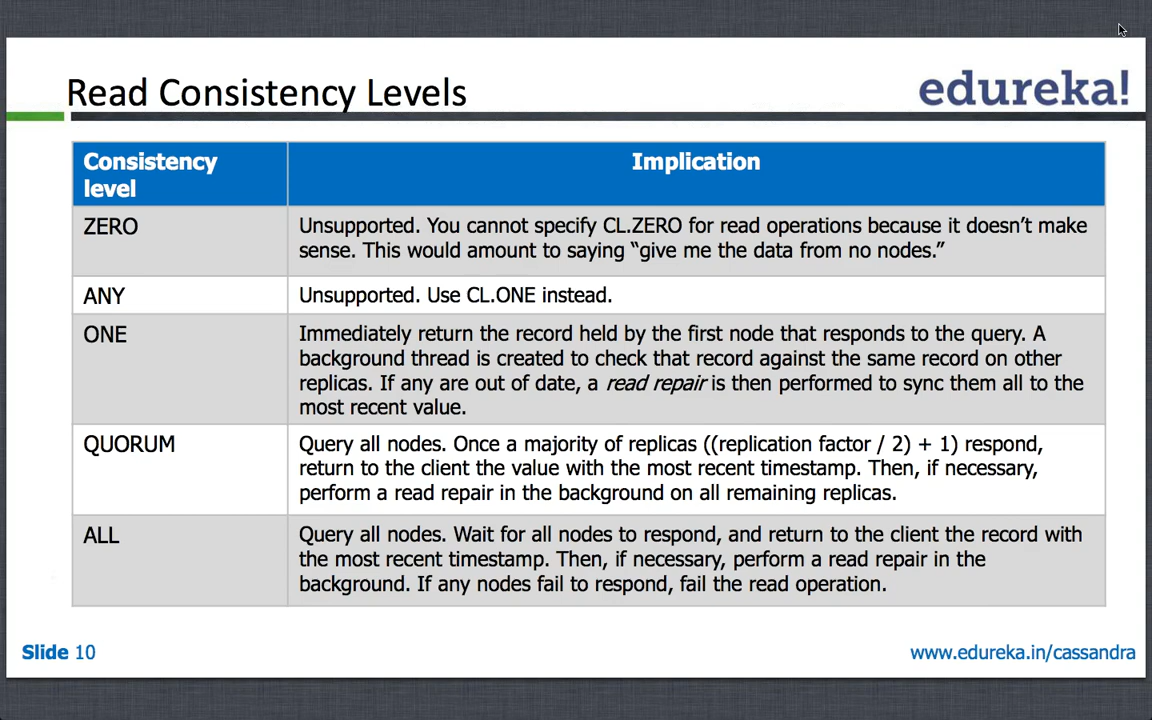 Read Consistency Levels
edureka!
Consistency
level
Implication
ZERO
Unsupported. You cannot specify CL.ZERO for read operations because it doesn’t make
sense. This would amount to saying “give me the data from no nodes.”
ANY
Unsupported. Use CL.ONE instead.
ONE
Immediately return the record held by the first node that responds to the query. A
background thread is created to check that record against the same record on other
replicas. If any are out of date, a read repair is then performed to sync them all to the
most recent value.
QUORUM
Query all nodes. Once a majority of replicas ((replication factor / 2) + 1) respond,
return to the client the value with the most recent timestamp. Then, if necessary,
perform a read repair in the background on all remaining replicas.
ALL
Query all nodes. Wait for all nodes to respond, and return to the client the record with
the most recent timestamp. Then, if necessary, perform a read repair in the
background. If any nodes fail to respond, fail the read operation.
Slide 10
www.edureka.in/cassandra